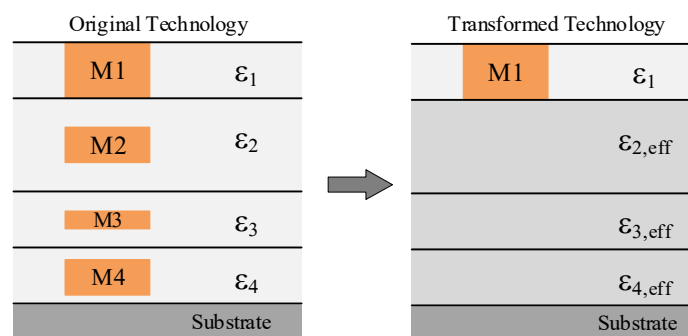 Original Technology
M1 ε1
M2 ε2
M3 ε3
M4 ε4
Substrate
Transformed Technology
M1 ε1
ε2,eff
ε3,eff
ε4,eff
Substrate